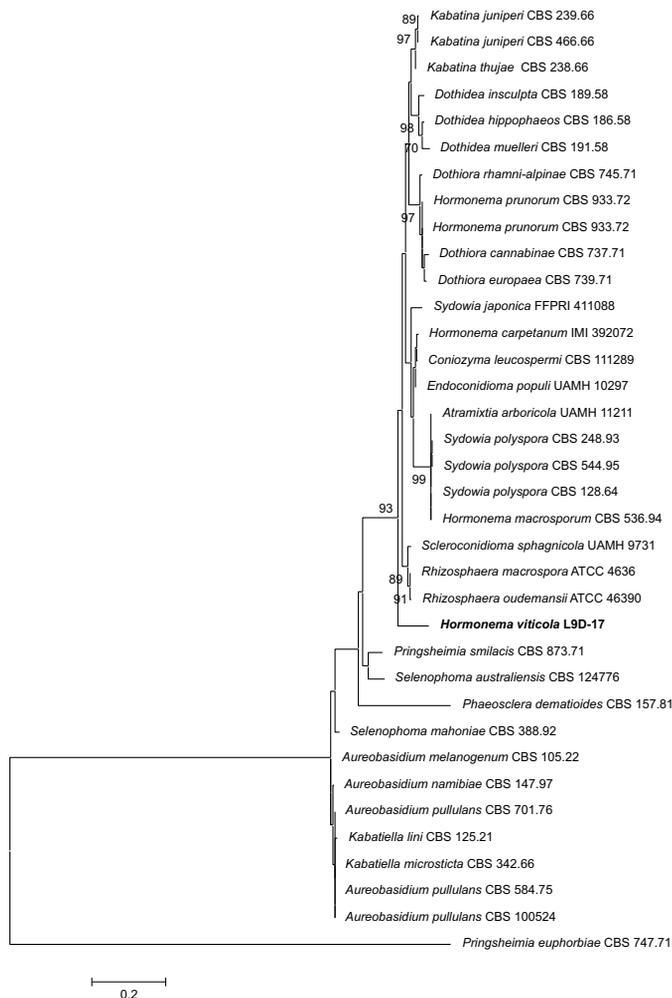 89
Kabatina juniperi CBS 239.66
97
Kabatina juniperi CBS 466.66
Kabatina thujae CBS 238.66
Dothidea insculpta CBS 189.58
Dothidea hippophaeos CBS 186.58
98
70
Dothidea muelleri CBS 191.58
Dothiora rhamni-alpinae CBS 745.71
Hormonema prunorum CBS 933.72
97
Hormonema prunorum CBS 933.72
Dothiora cannabinae CBS 737.71
Dothiora europaea CBS 739.71
Sydowia japonica FFPRI 411088
Hormonema carpetanum IMI 392072
Coniozyma leucospermi CBS 111289
Endoconidioma populi UAMH 10297
Atramixtia arboricola UAMH 11211
Sydowia polyspora CBS 248.93
Sydowia polyspora CBS 544.95
99
Sydowia polyspora CBS 128.64
93
Hormonema macrosporum CBS 536.94
Scleroconidioma sphagnicola UAMH 9731
Rhizosphaera macrospora ATCC 4636
89
91
Rhizosphaera oudemansii ATCC 46390
Hormonema viticola L9D-17
Pringsheimia smilacis CBS 873.71
Selenophoma australiensis CBS 124776
Phaeosclera dematioides CBS 157.81
Selenophoma mahoniae CBS 388.92
Aureobasidium melanogenum CBS 105.22
Aureobasidium namibiae CBS 147.97
Aureobasidium pullulans CBS 701.76
Kabatiella lini CBS 125.21
Kabatiella microsticta CBS 342.66
Aureobasidium pullulans CBS 584.75
Aureobasidium pullulans CBS 100524
Pringsheimia euphorbiae CBS 747.71
0.2